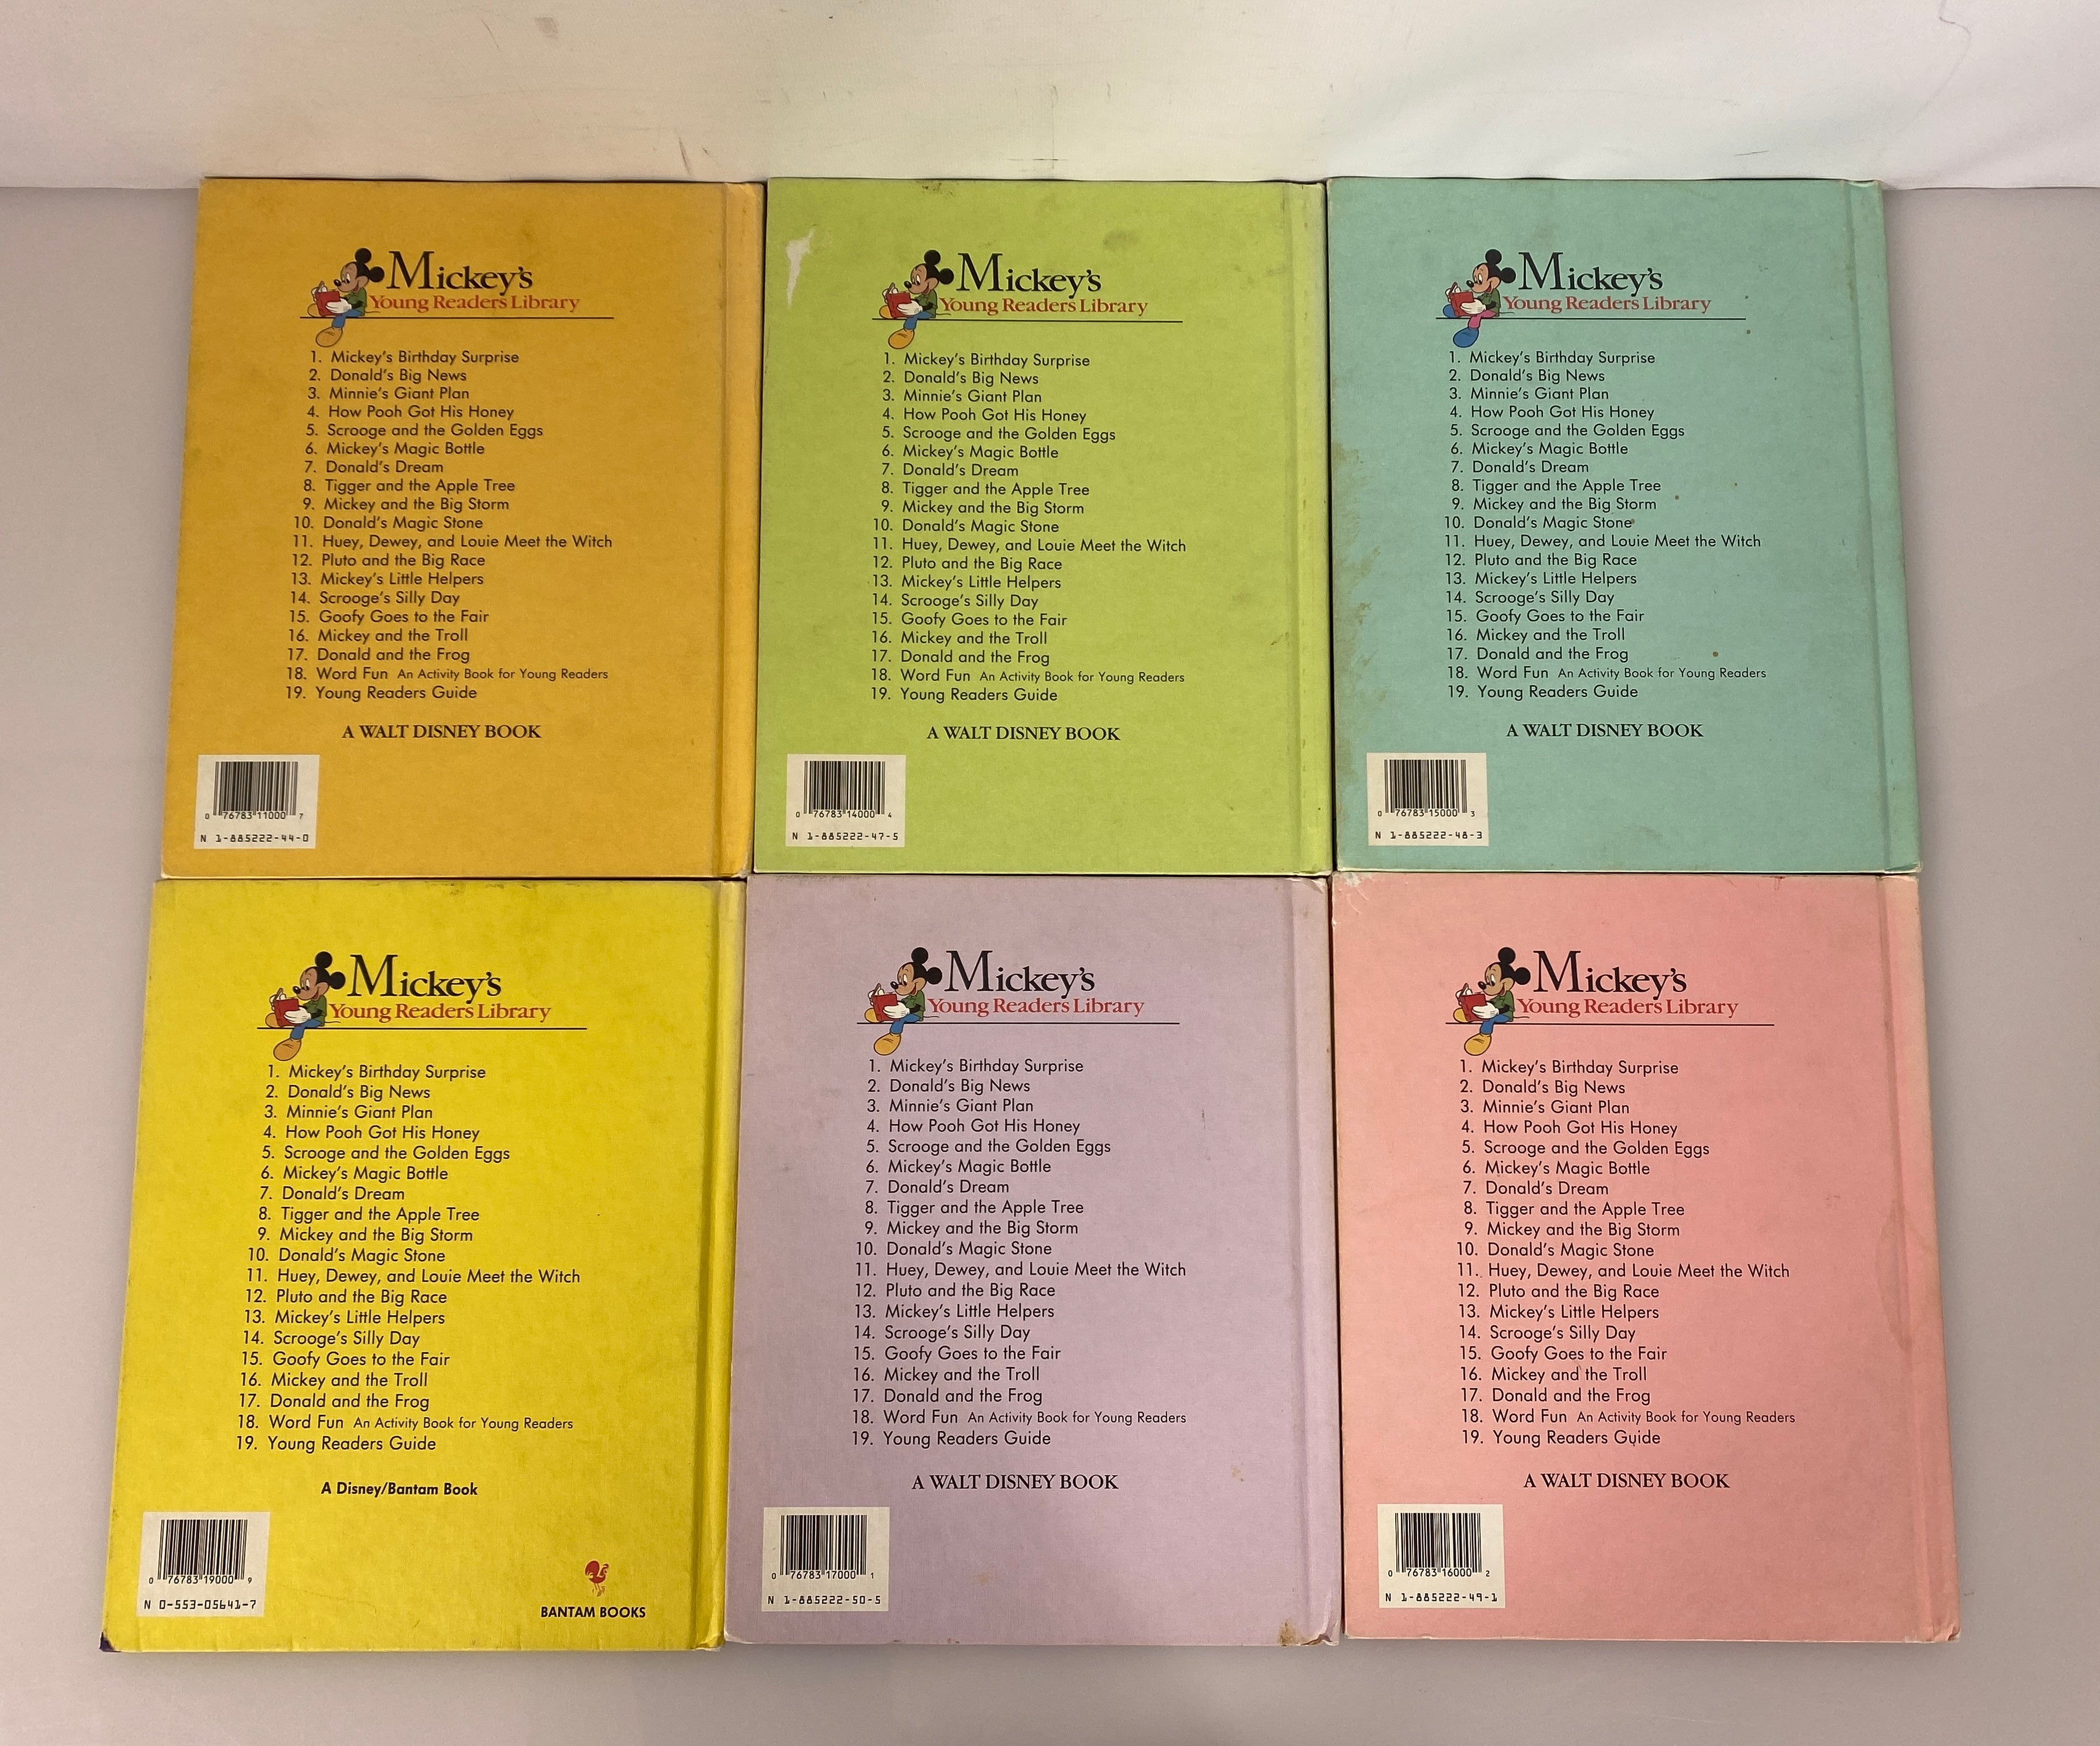 Mickey's
Young Readers Library
1. Mickey's Birthday Surprise
2. Donald's Big News
3. Minnie's Giant Plan
4. How Pooh Got His Honey
5. Scrooge and the Golden Eggs
6. Mickey's Magic Bottle
7. Donald's Dream
8. Tigger and the Apple Tree
9. Mickey and the Big Storm
10. Donald's Magic Stone
11. Huey, Dewey, and Louie Meet the Witch
12. Pluto and the Big Race
13. Mickey's Little Helpers
14. Scrooge's Silly Day
15. Goofy Goes to the Fair
16. Mickey and the Troll
17. Donald and the Frog
18. Word Fun An Activity Book for Young Readers
19. Young Readers Guide
A WALT DISNEY BOOK
0 76783 11000 7
N 1-885222-44-0
Mickey's
Young Readers Library
1. Mickey's Birthday Surprise
2. Donald's Big News
3. Minnie's Giant Plan
4. How Pooh Got His Honey
5. Scrooge and the Golden Eggs
6. Mickey's Magic Bottle
7. Donald's Dream
8. Tigger and the Apple Tree
9. Mickey and the Big Storm
10. Donald's Magic Stone
11. Huey, Dewey, and Louie Meet the Witch
12. Pluto and the Big Race
13. Mickey's Little Helpers
14. Scrooge's Silly Day
15. Goofy Goes to the Fair
16. Mickey and the Troll
17. Donald and the Frog
18. Word Fun An Activity Book for Young Readers
19. Young Readers Guide
A WALT DISNEY BOOK
0 76783 14000 4
N 1-885222-47-5
Mickey's
Young Readers Library
1. Mickey's Birthday Surprise
2. Donald's Big News
3. Minnie's Giant Plan
4. How Pooh Got His Honey
5. Scrooge and the Golden Eggs
6. Mickey's Magic Bottle
7. Donald's Dream
8. Tigger and the Apple Tree
9. Mickey and the Big Storm
10. Donald's Magic Stone
11. Huey, Dewey, and Louie Meet the Witch
12. Pluto and the Big Race
13. Mickey's Little Helpers
14. Scrooge's Silly Day
15. Goofy Goes to the Fair
16. Mickey and the Troll
17. Donald and the Frog
18. Word Fun An Activity Book for Young Readers
19. Young Readers Guide
A WALT DISNEY BOOK
0 76783 15000 3
N 1-885222-48-3
Mickey's
Young Readers Library
1. Mickey's Birthday Surprise
2. Donald's Big News
3. Minnie's Giant Plan
4. How Pooh Got His Honey
5. Scrooge and the Golden Eggs
6. Mickey's Magic Bottle
7. Donald's Dream
8. Tigger and the Apple Tree
9. Mickey and the Big Storm
10. Donald's Magic Stone
11. Huey, Dewey, and Louie Meet the Witch
12. Pluto and the Big Race
13. Mickey's Little Helpers
14. Scrooge's Silly Day
15. Goofy Goes to the Fair
16. Mickey and the Troll
17. Donald and the Frog
18. Word Fun An Activity Book for Young Readers
19. Young Readers Guide
A Disney/Bantam Book
0 76783 19000 9
N 0-553-05641-7
BANTAM BOOKS
Mickey's
Young Readers Library
1. Mickey's Birthday Surprise
2. Donald's Big News
3. Minnie's Giant Plan
4. How Pooh Got His Honey
5. Scrooge and the Golden Eggs
6. Mickey's Magic Bottle
7. Donald's Dream
8. Tigger and the Apple Tree
9. Mickey and the Big Storm
10. Donald's Magic Stone
11. Huey, Dewey, and Louie Meet the Witch
12. Pluto and the Big Race
13. Mickey's Little Helpers
14. Scrooge's Silly Day
15. Goofy Goes to the Fair
16. Mickey and the Troll
17. Donald and the Frog
18. Word Fun An Activity Book for Young Readers
19. Young Readers Guide
A WALT DISNEY BOOK
0 76783 17000 1
N 1-885222-50-5
Mickey's
Young Readers Library
1. Mickey's Birthday Surprise
2. Donald's Big News
3. Minnie's Giant Plan
4. How Pooh Got His Honey
5. Scrooge and the Golden Eggs
6. Mickey's Magic Bottle
7. Donald's Dream
8. Tigger and the Apple Tree
9. Mickey and the Big Storm
10. Donald's Magic Stone
11. Huey, Dewey, and Louie Meet the Witch
12. Pluto and the Big Race
13. Mickey's Little Helpers
14. Scrooge's Silly Day
15. Goofy Goes to the Fair
16. Mickey and the Troll
17. Donald and the Frog
18. Word Fun An Activity Book for Young Readers
19. Young Readers Guide
A WALT DISNEY BOOK
0 76783 16000 2
N 1-885222-49-1